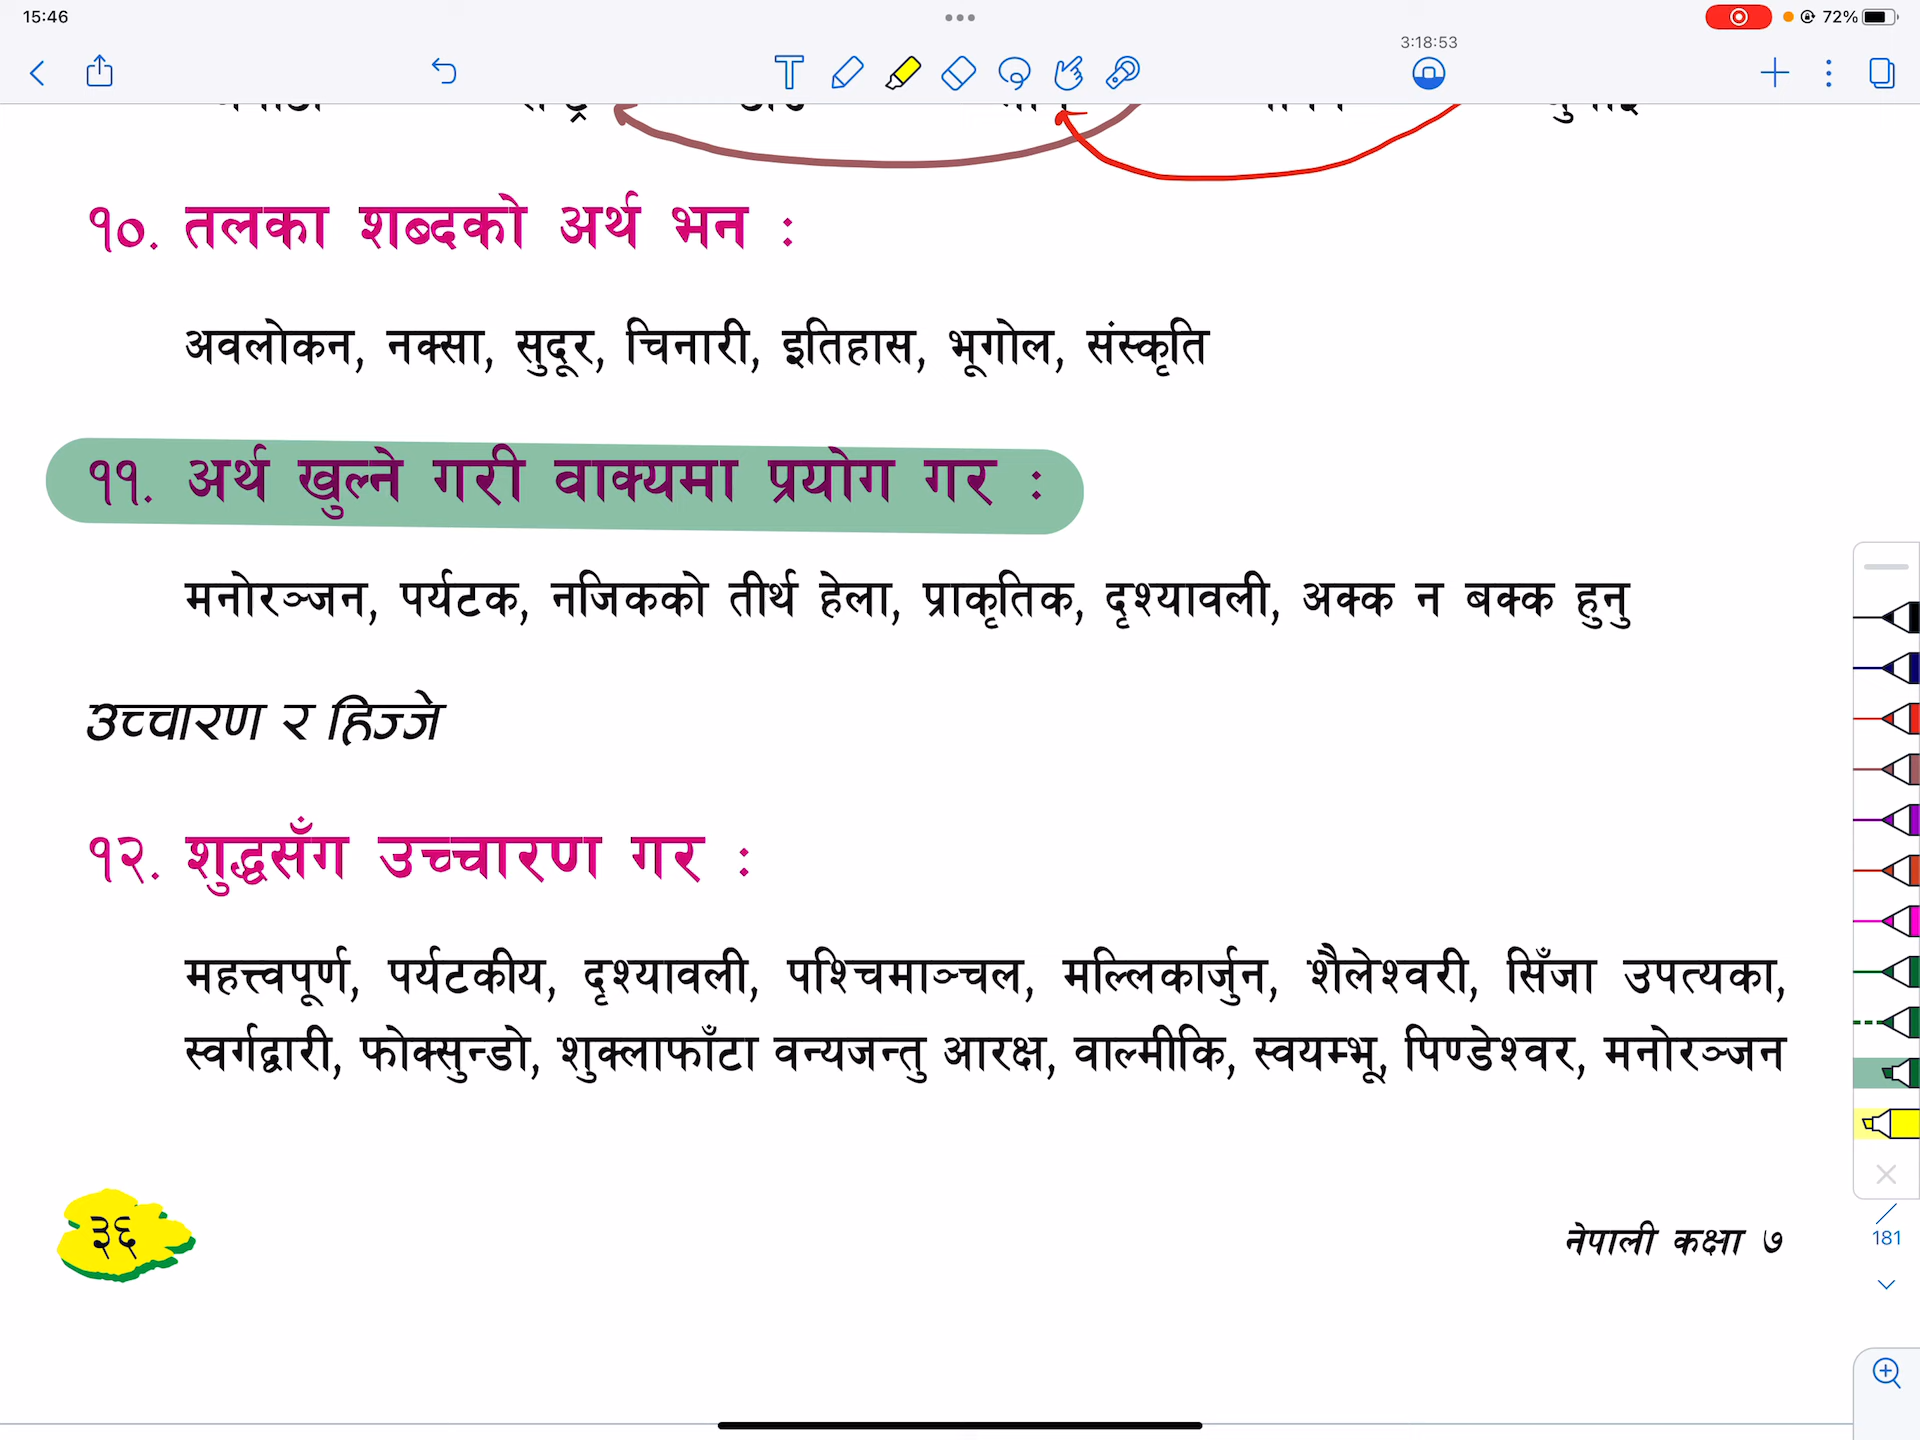 15:46
72%
3:18:53
१०. तलका शब्दको अर्थ भन :
अवलोकन, नक्सा, सुदूर, चिनारी, इतिहास, भूगोल, संस्कृति
११. अर्थ खुल्ने गरी वाक्यमा प्रयोग गर :
मनोरञ्जन, पर्यटक, नजिकको तीर्थ हेला, प्राकृतिक, दृश्यावली, अक्क न बक्क हुनु
उच्चारण र हिज्जे
१२. शुद्धसँग उच्चारण गर :
महत्त्वपूर्ण, पर्यटकीय, दृश्यावली, पश्चिमाञ्चल, मल्लिकार्जुन, शैलेश्वरी, सिँजा उपत्यका,
स्वर्गद्वारी, फोक्सुन्डो, शुक्लाफाँटा वन्यजन्तु आरक्ष, वाल्मीकि, स्वयम्भू, पिण्डेश्वर, मनोरञ्जन
३६
नेपाली कक्षा ७
181